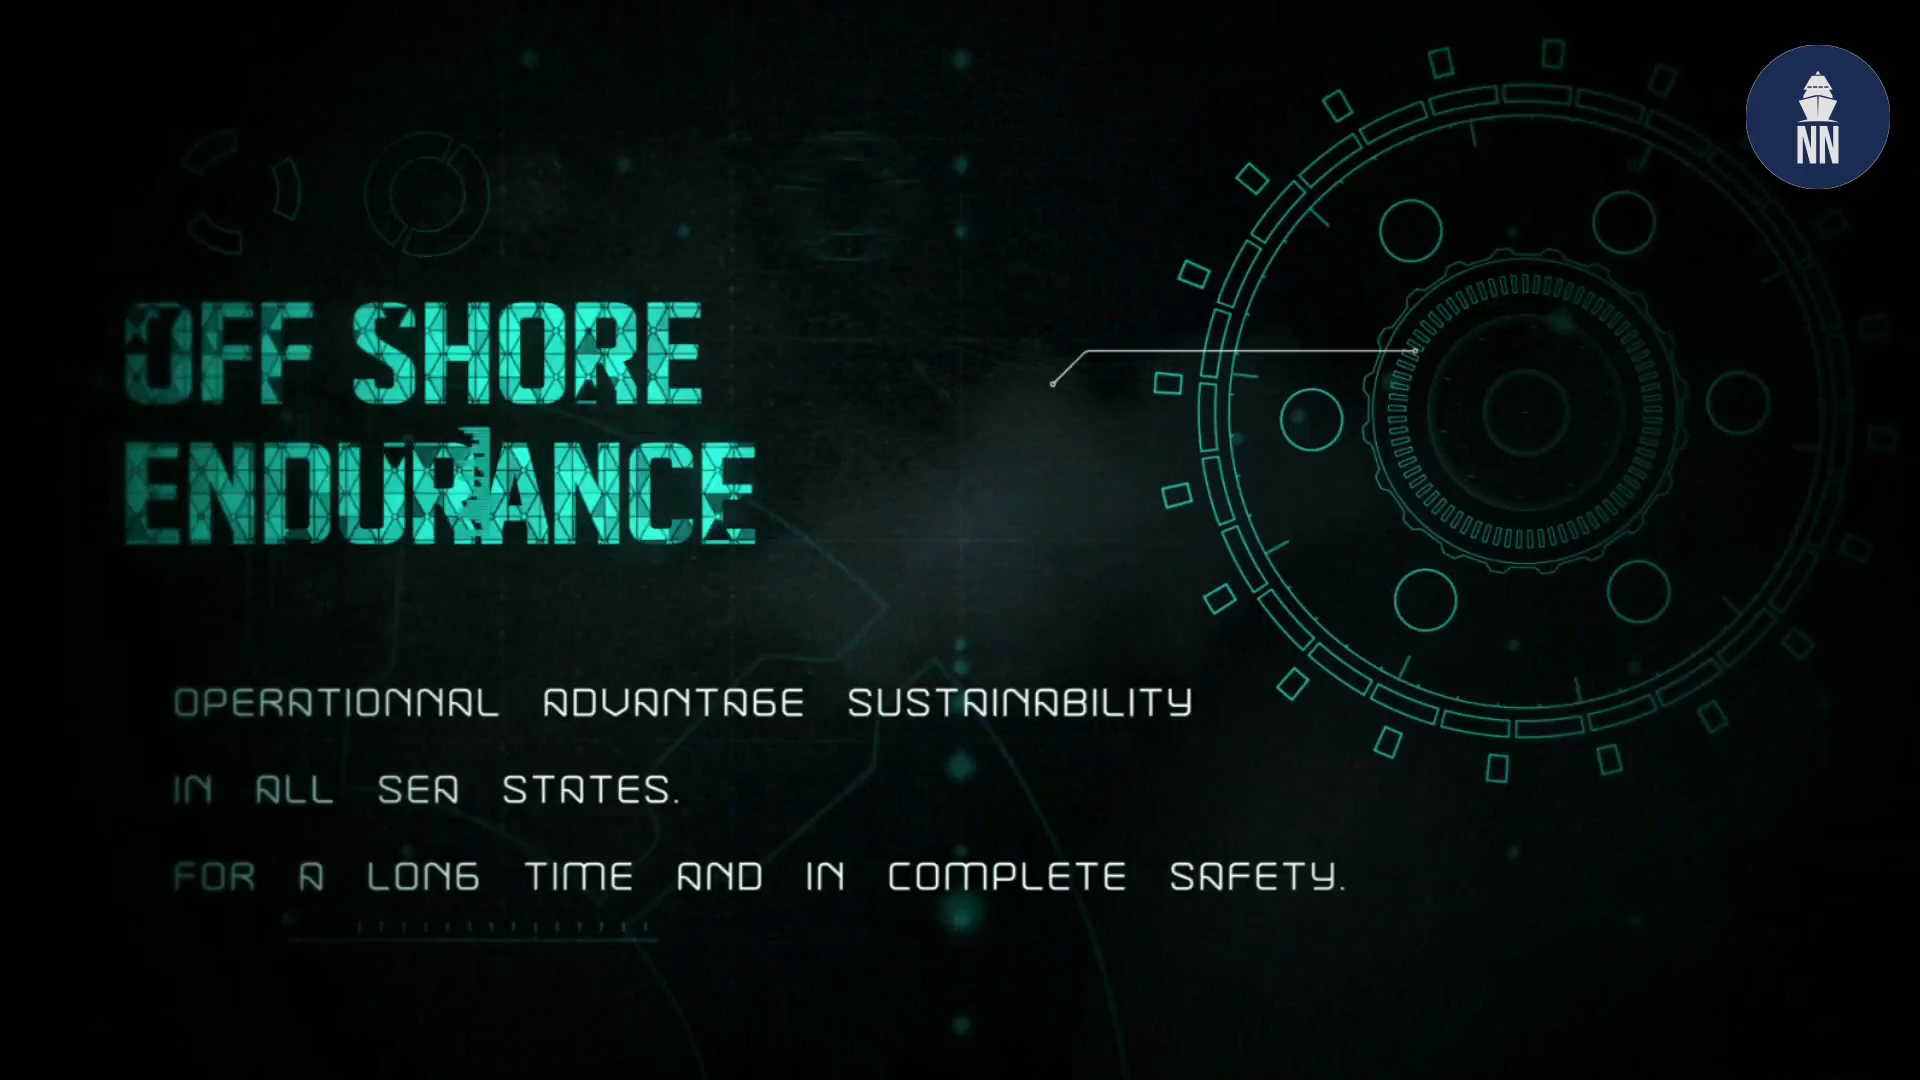 NN
OFF SHORE
ENDURANCE
OPERATIONNAL ADVANTAGE SUSTAINABILITY
IN ALL SEA STATES.
FOR A LONG TIME AND IN COMPLETE SAFETY.